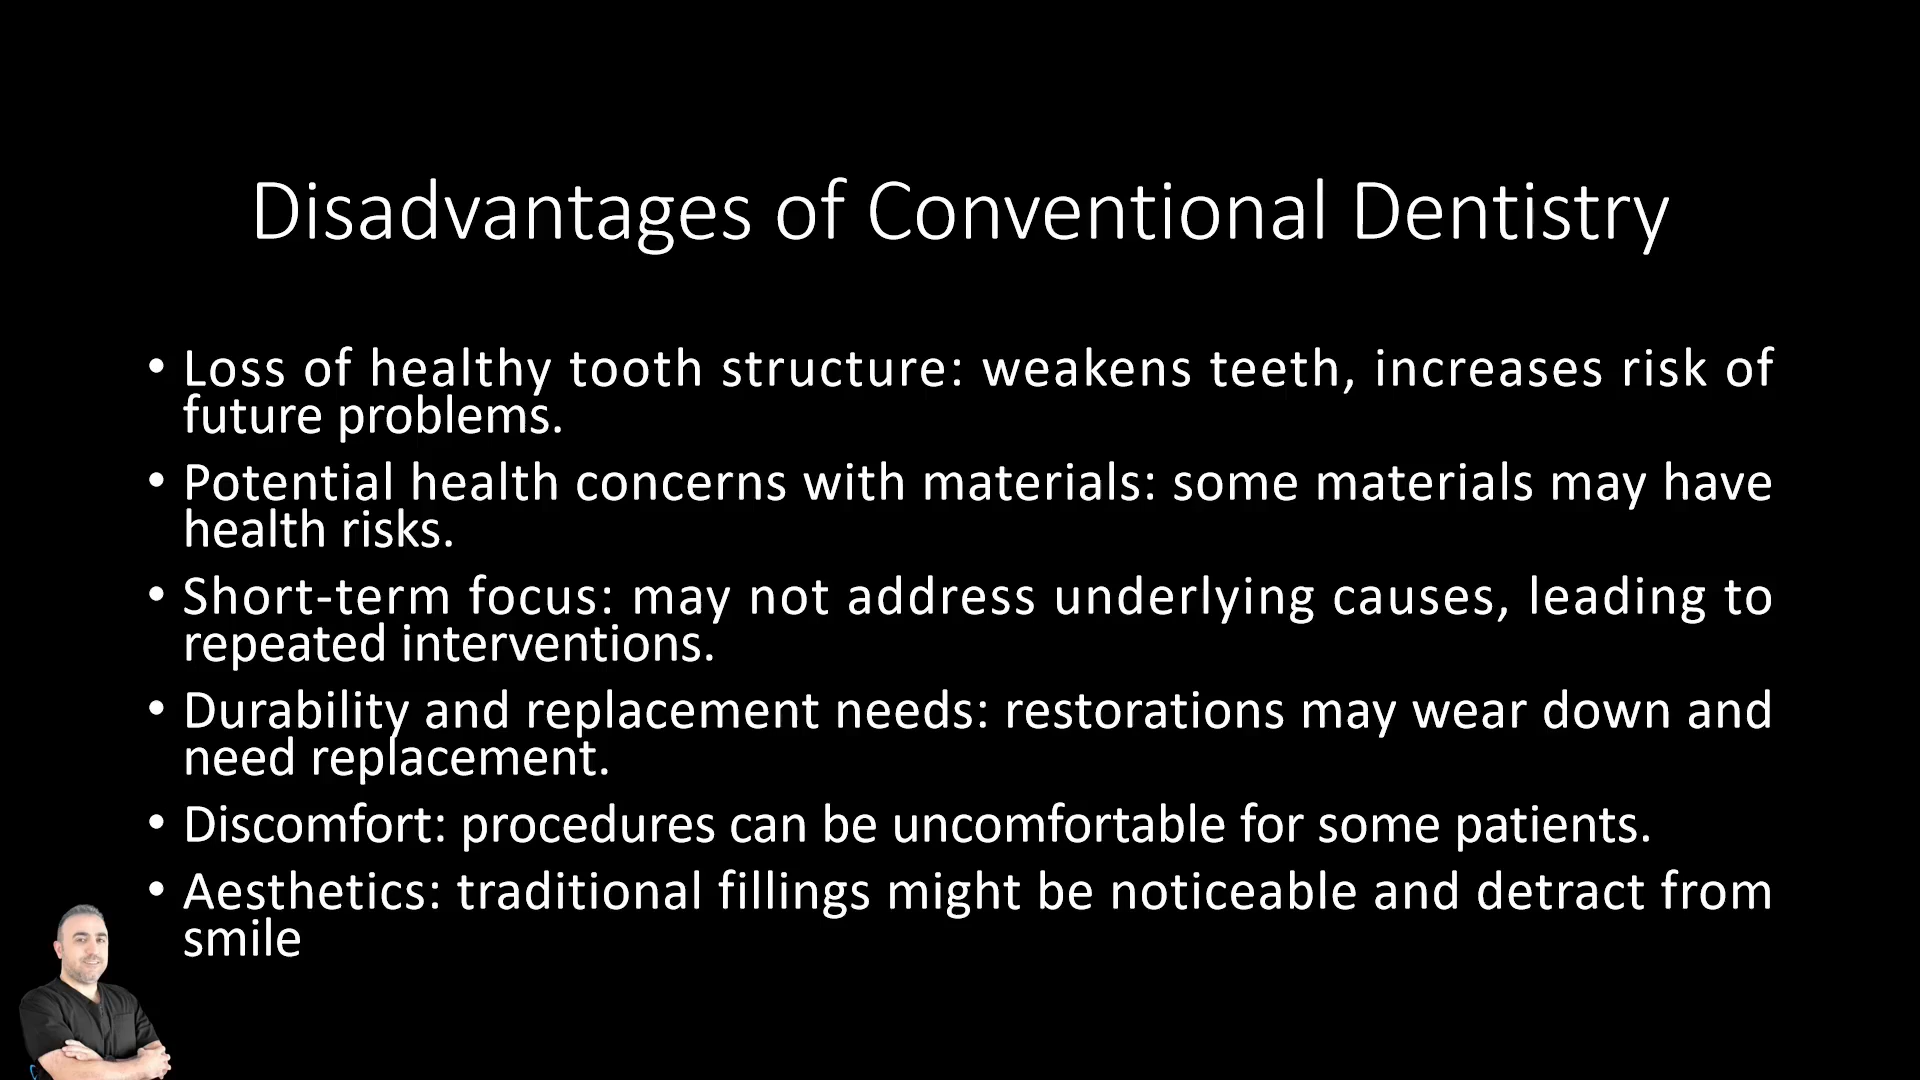 Disadvantages of Conventional Dentistry
• Loss of healthy tooth structure: weakens teeth, increases risk of
future problems.
• Potential health concerns with materials: some materials may have
health risks.
• Short-term focus: may not address underlying causes, leading to
repeated interventions.
• Durability and replacement needs: restorations may wear down and
need replacement.
• Discomfort: procedures can be uncomfortable for some patients.
• Aesthetics: traditional fillings might be noticeable and detract from
smile